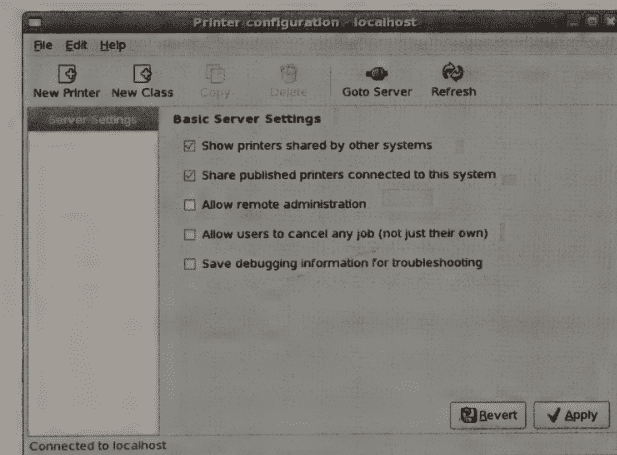 Printer configuration - localhost
File Edit Help
New Printer New Class Copy Delete Goto Server Refresh
Server Settings
Basic Server Settings
Show printers shared by other systems
Share published printers connected to this system
Allow remote administration
Allow users to cancel any job (not just their own)
Save debugging information for troubleshooting
Revert Apply
Connected to localhost